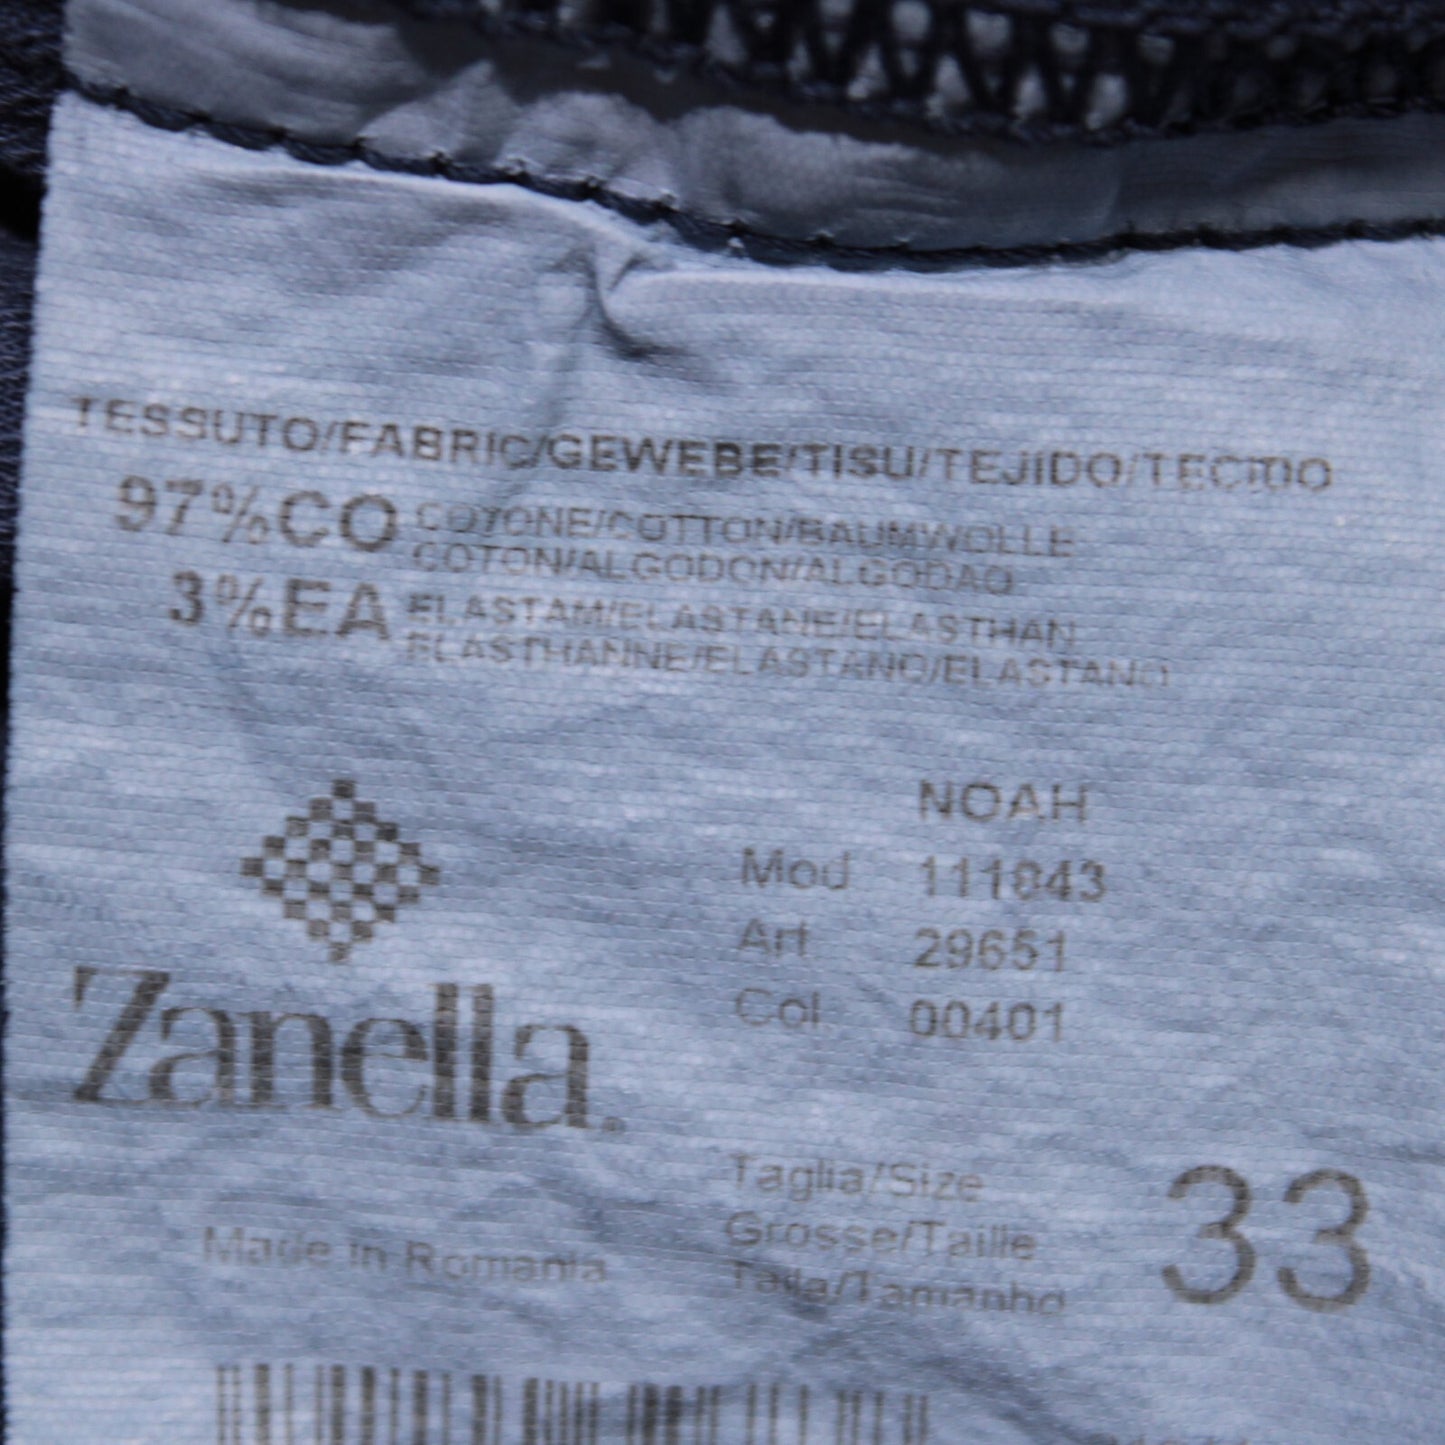 TESSUTO/FABRIC/GEWEBE/TISU/TEJIDO/TECIDO
97%CO COTONE/COTTON/BAUMWOLLE
COTON/ALGODON/ALGODAO
3%EA ELASTAM/ELASTANE/ELASTHAN
ELASTHANNE/ELASTANO/ELASTANO
NOAH
Mod 111843
Art 29651
Col 00401
Zanella
Made in Romania
Taglia/Size
Grosse/Taille
Talla/Tamanho
33